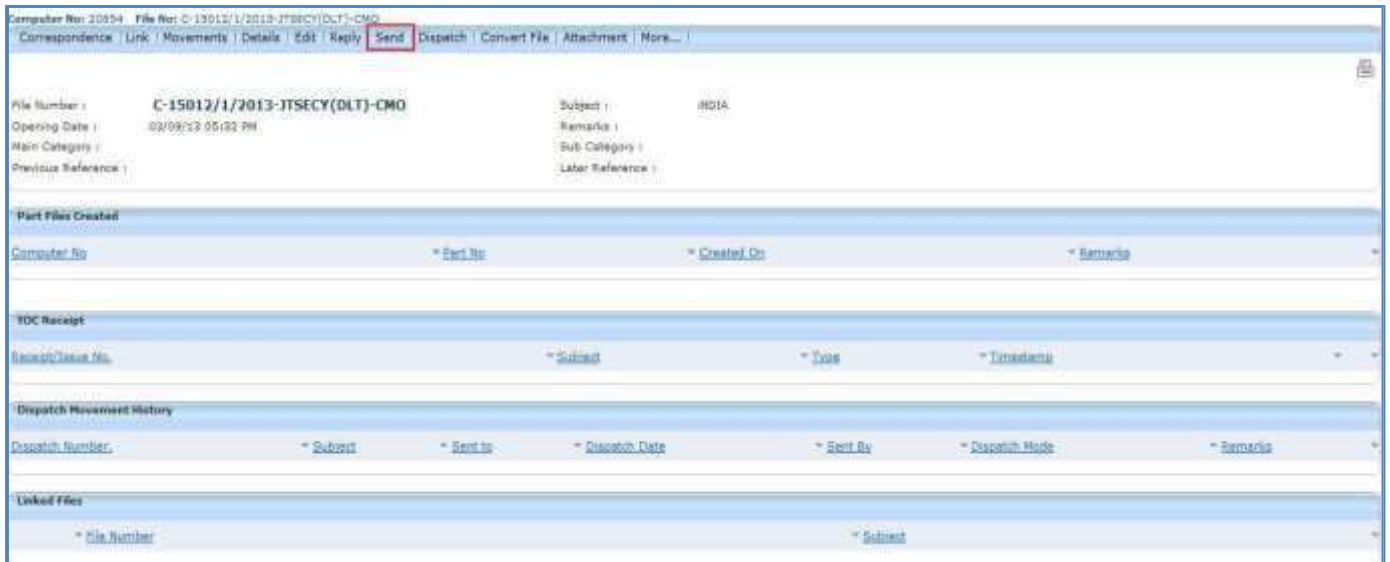 Computer No: 20854 File No: C-15012/1/2013-JTSECY(DLT)-CMO
Correspondence | Link | Movements | Details | Edit | Reply | Send | Dispatch | Convert File | Attachment | More... |
File Number : C-15012/1/2013-JTSECY(DLT)-CMO Subject : INDIA
Opening Date : 03/09/13 05:32 PM Remarks :
Main Category : Sub Category :
Previous Reference : Later Reference :
Part Files Created
Computer No Part No Created On Remarks
TOC Receipt
Receipt/Issue No. Subject Type Timestamp
Dispatch Movement History
Dispatch Number. Subject Sent to Dispatch Date Sent By Dispatch Mode Remarks
Linked Files
File Number Subject